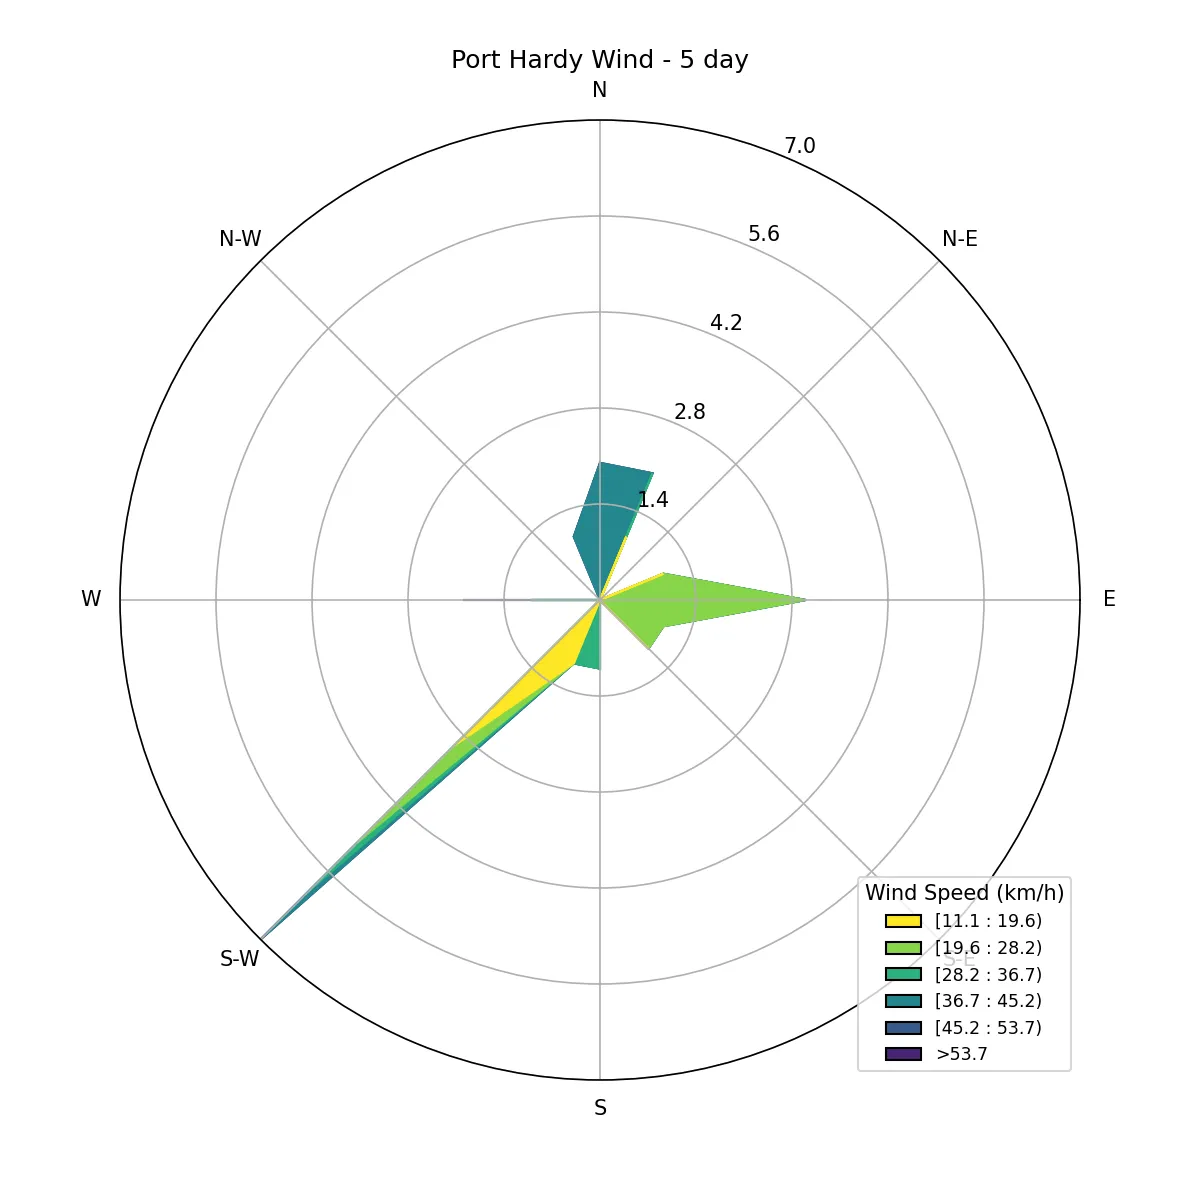 Port Hardy Wind - 5 day
N
7.0
N-W
5.6
N-E
4.2
2.8
1.4
W
E
S-W
S-E
Wind Speed (km/h)
[11.1 : 19.6)
[19.6 : 28.2)
[28.2 : 36.7)
[36.7 : 45.2)
[45.2 : 53.7)
>53.7
S